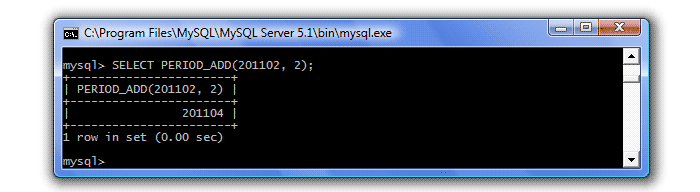 C:\Program Files\MySQL\MySQL Server 5.1\bin\mysql.exe
mysql> SELECT PERIOD_ADD(201102, 2);
+-----------------------+
| PERIOD_ADD(201102, 2) |
+-----------------------+
|                201104 |
+-----------------------+
1 row in set (0.00 sec)
mysql>